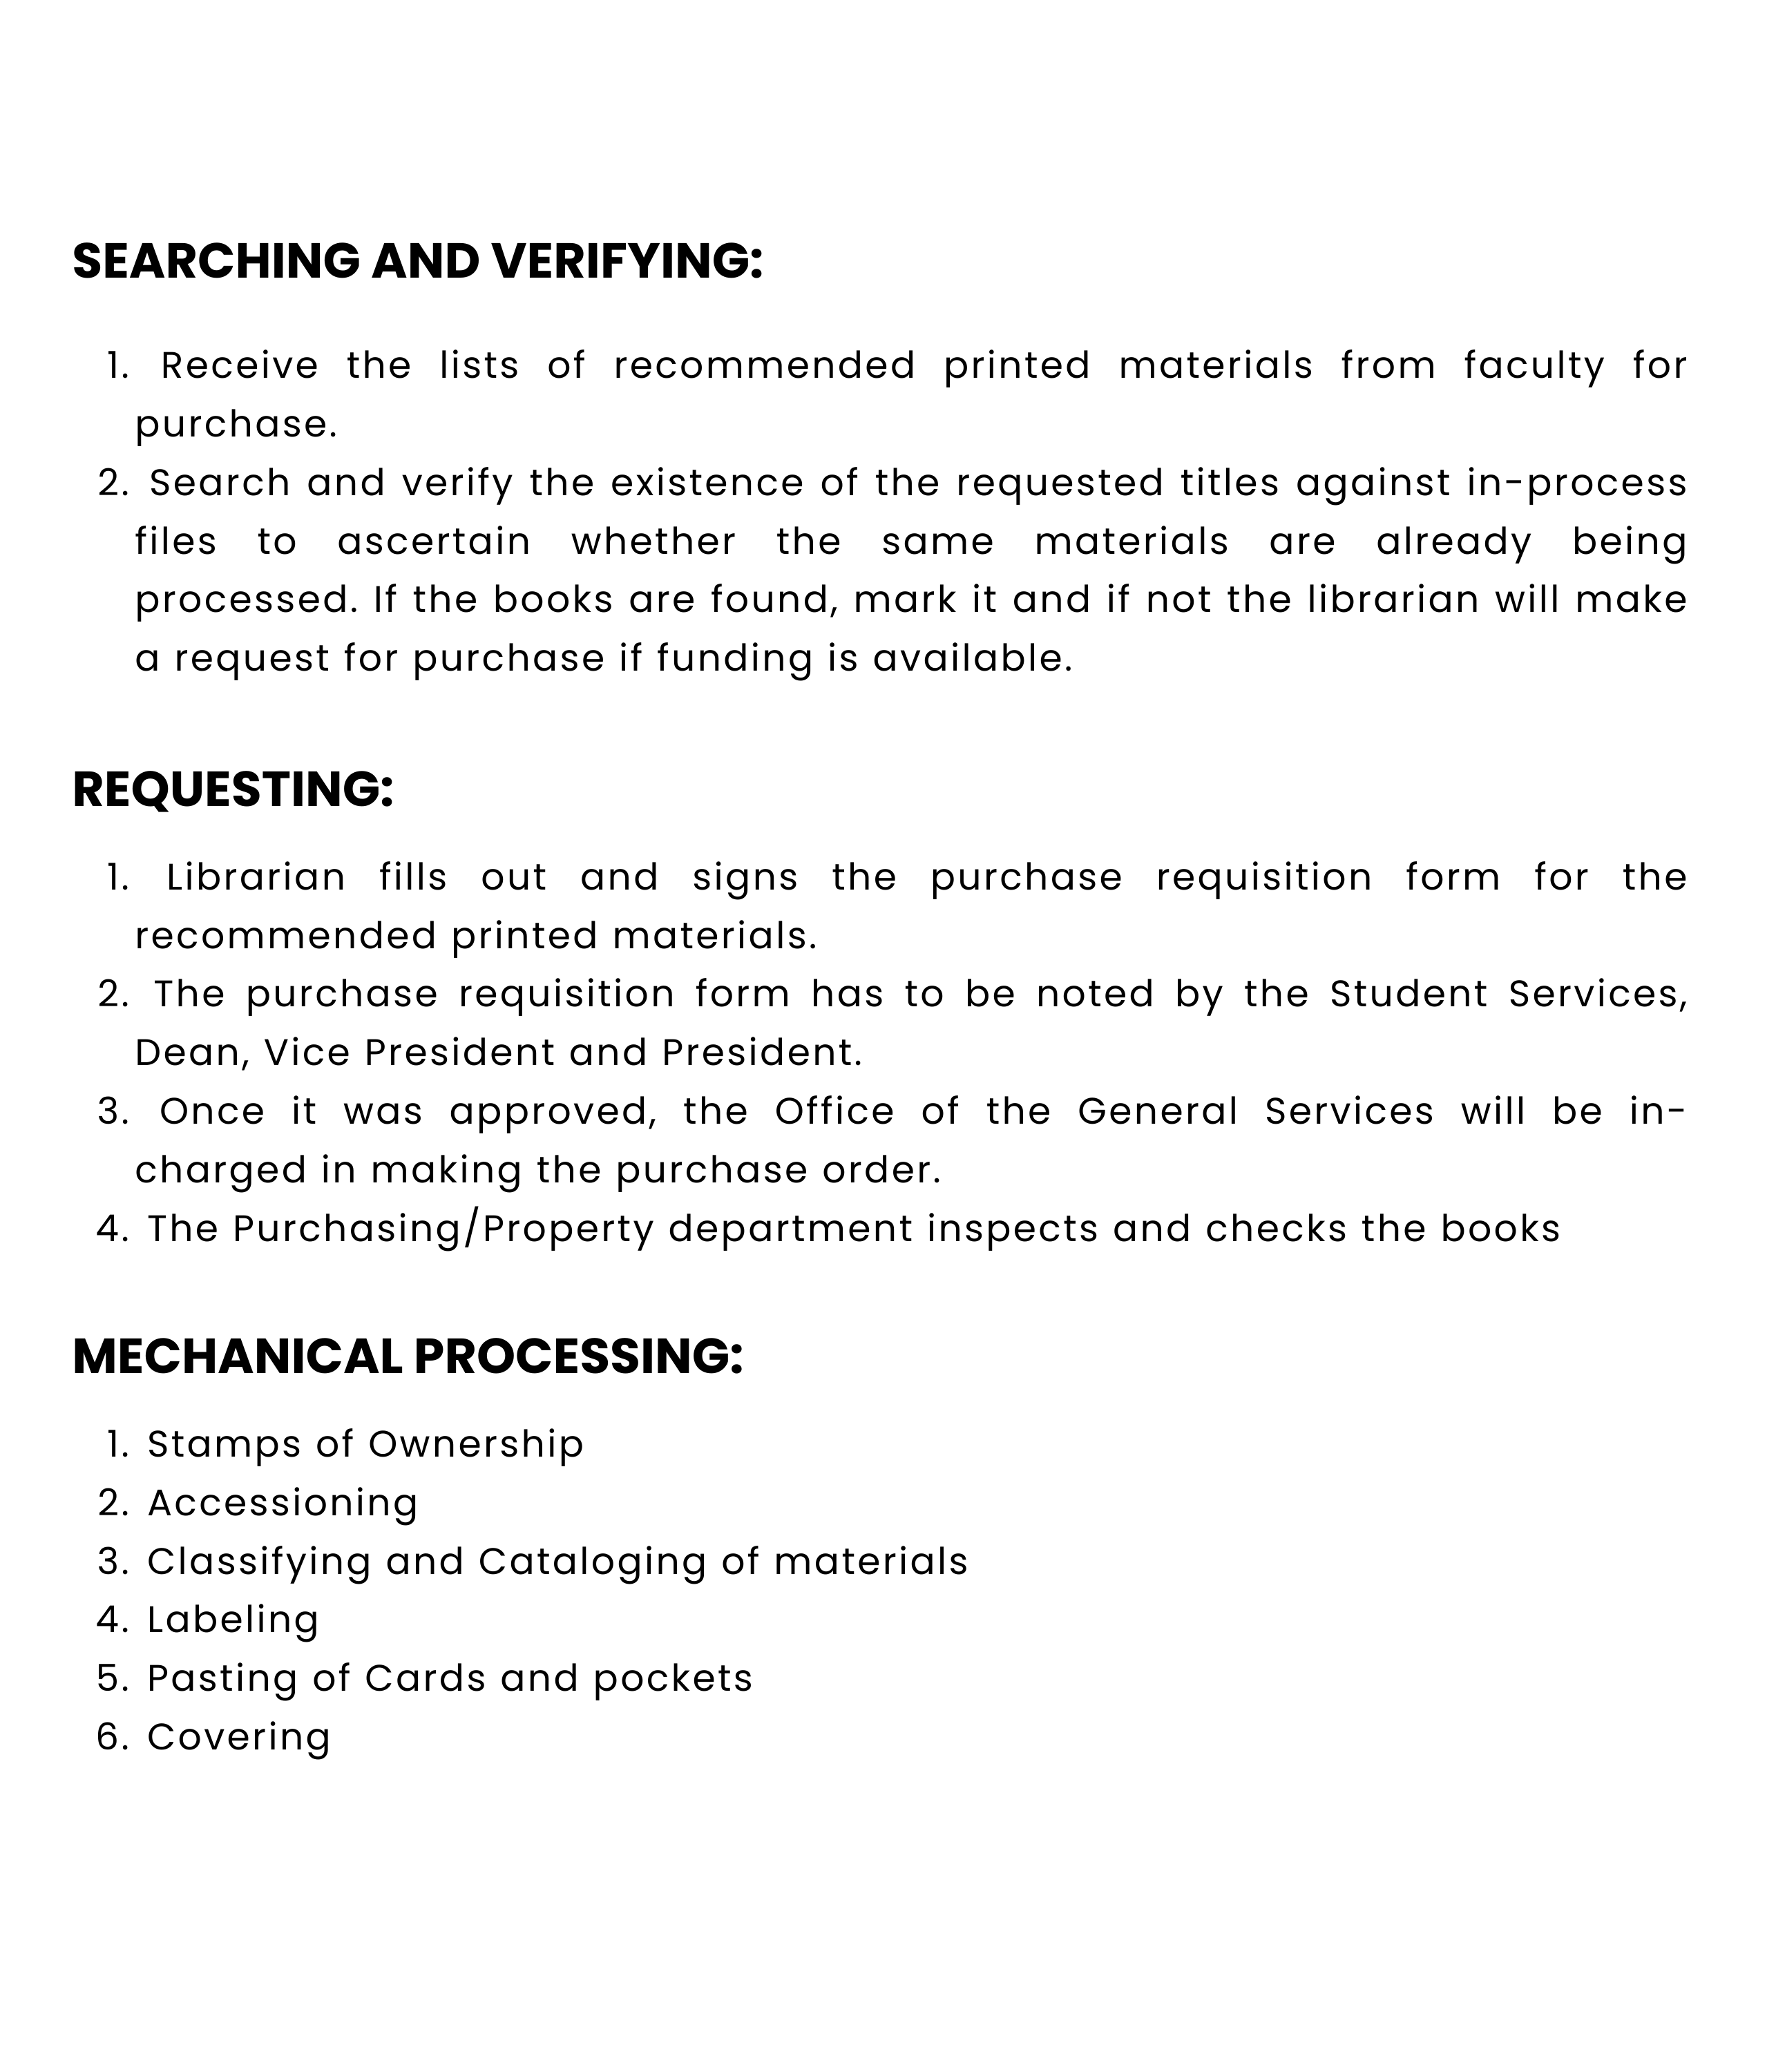 SEARCHING AND VERIFYING:
1. Receive the lists of recommended printed materials from faculty for
purchase.
2. Search and verify the existence of the requested titles against in-process
files to ascertain whether the same materials are already being
processed. If the books are found, mark it and if not the librarian will make
a request for purchase if funding is available.
REQUESTING:
1. Librarian fills out and signs the purchase requisition form for the
recommended printed materials.
2. The purchase requisition form has to be noted by the Student Services,
Dean, Vice President and President.
3. Once it was approved, the Office of the General Services will be in-
charged in making the purchase order.
4. The Purchasing/Property department inspects and checks the books
MECHANICAL PROCESSING:
1. Stamps of Ownership
2. Accessioning
3. Classifying and Cataloging of materials
4. Labeling
5. Pasting of Cards and pockets
6. Covering